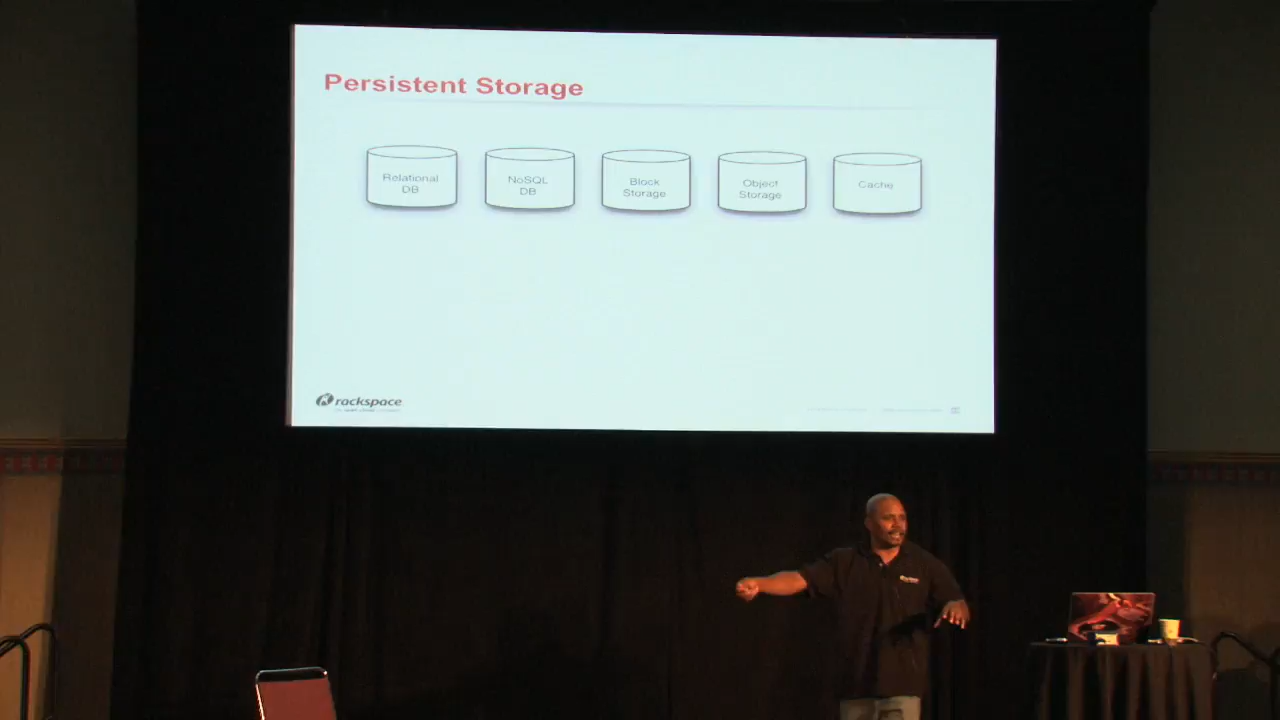 Persistent Storage
Relational
DB
NoSQL
DB
Block
Storage
Object
Storage
Cache
rackspace